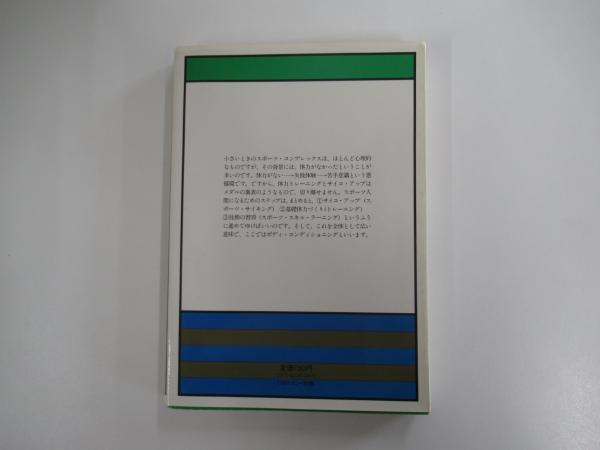 小さいときのスポーツ・コンプレックスは、ほとんど心理的
なものですが、その背景には、体力がなかったということが
多いのです。体力がない─→失敗体験─→苦手意識という悪
循環です。ですから、体力トレーニングとサイコ・アップは
メダルの裏表のようなもので、切り離せません。スポーツ人
間になるためのステップは、まとめると、①サイコ・アップ（ス
ポーツ・サイキング）②基礎体力づくり（トレーニング）
③技術の習得（スポーツ・スキル・ラーニング）というふう
に進めてゆけばいいのです。そして、これを全体として広い
意味で、ここではボディ・コンディショニングといいます。
定価750円